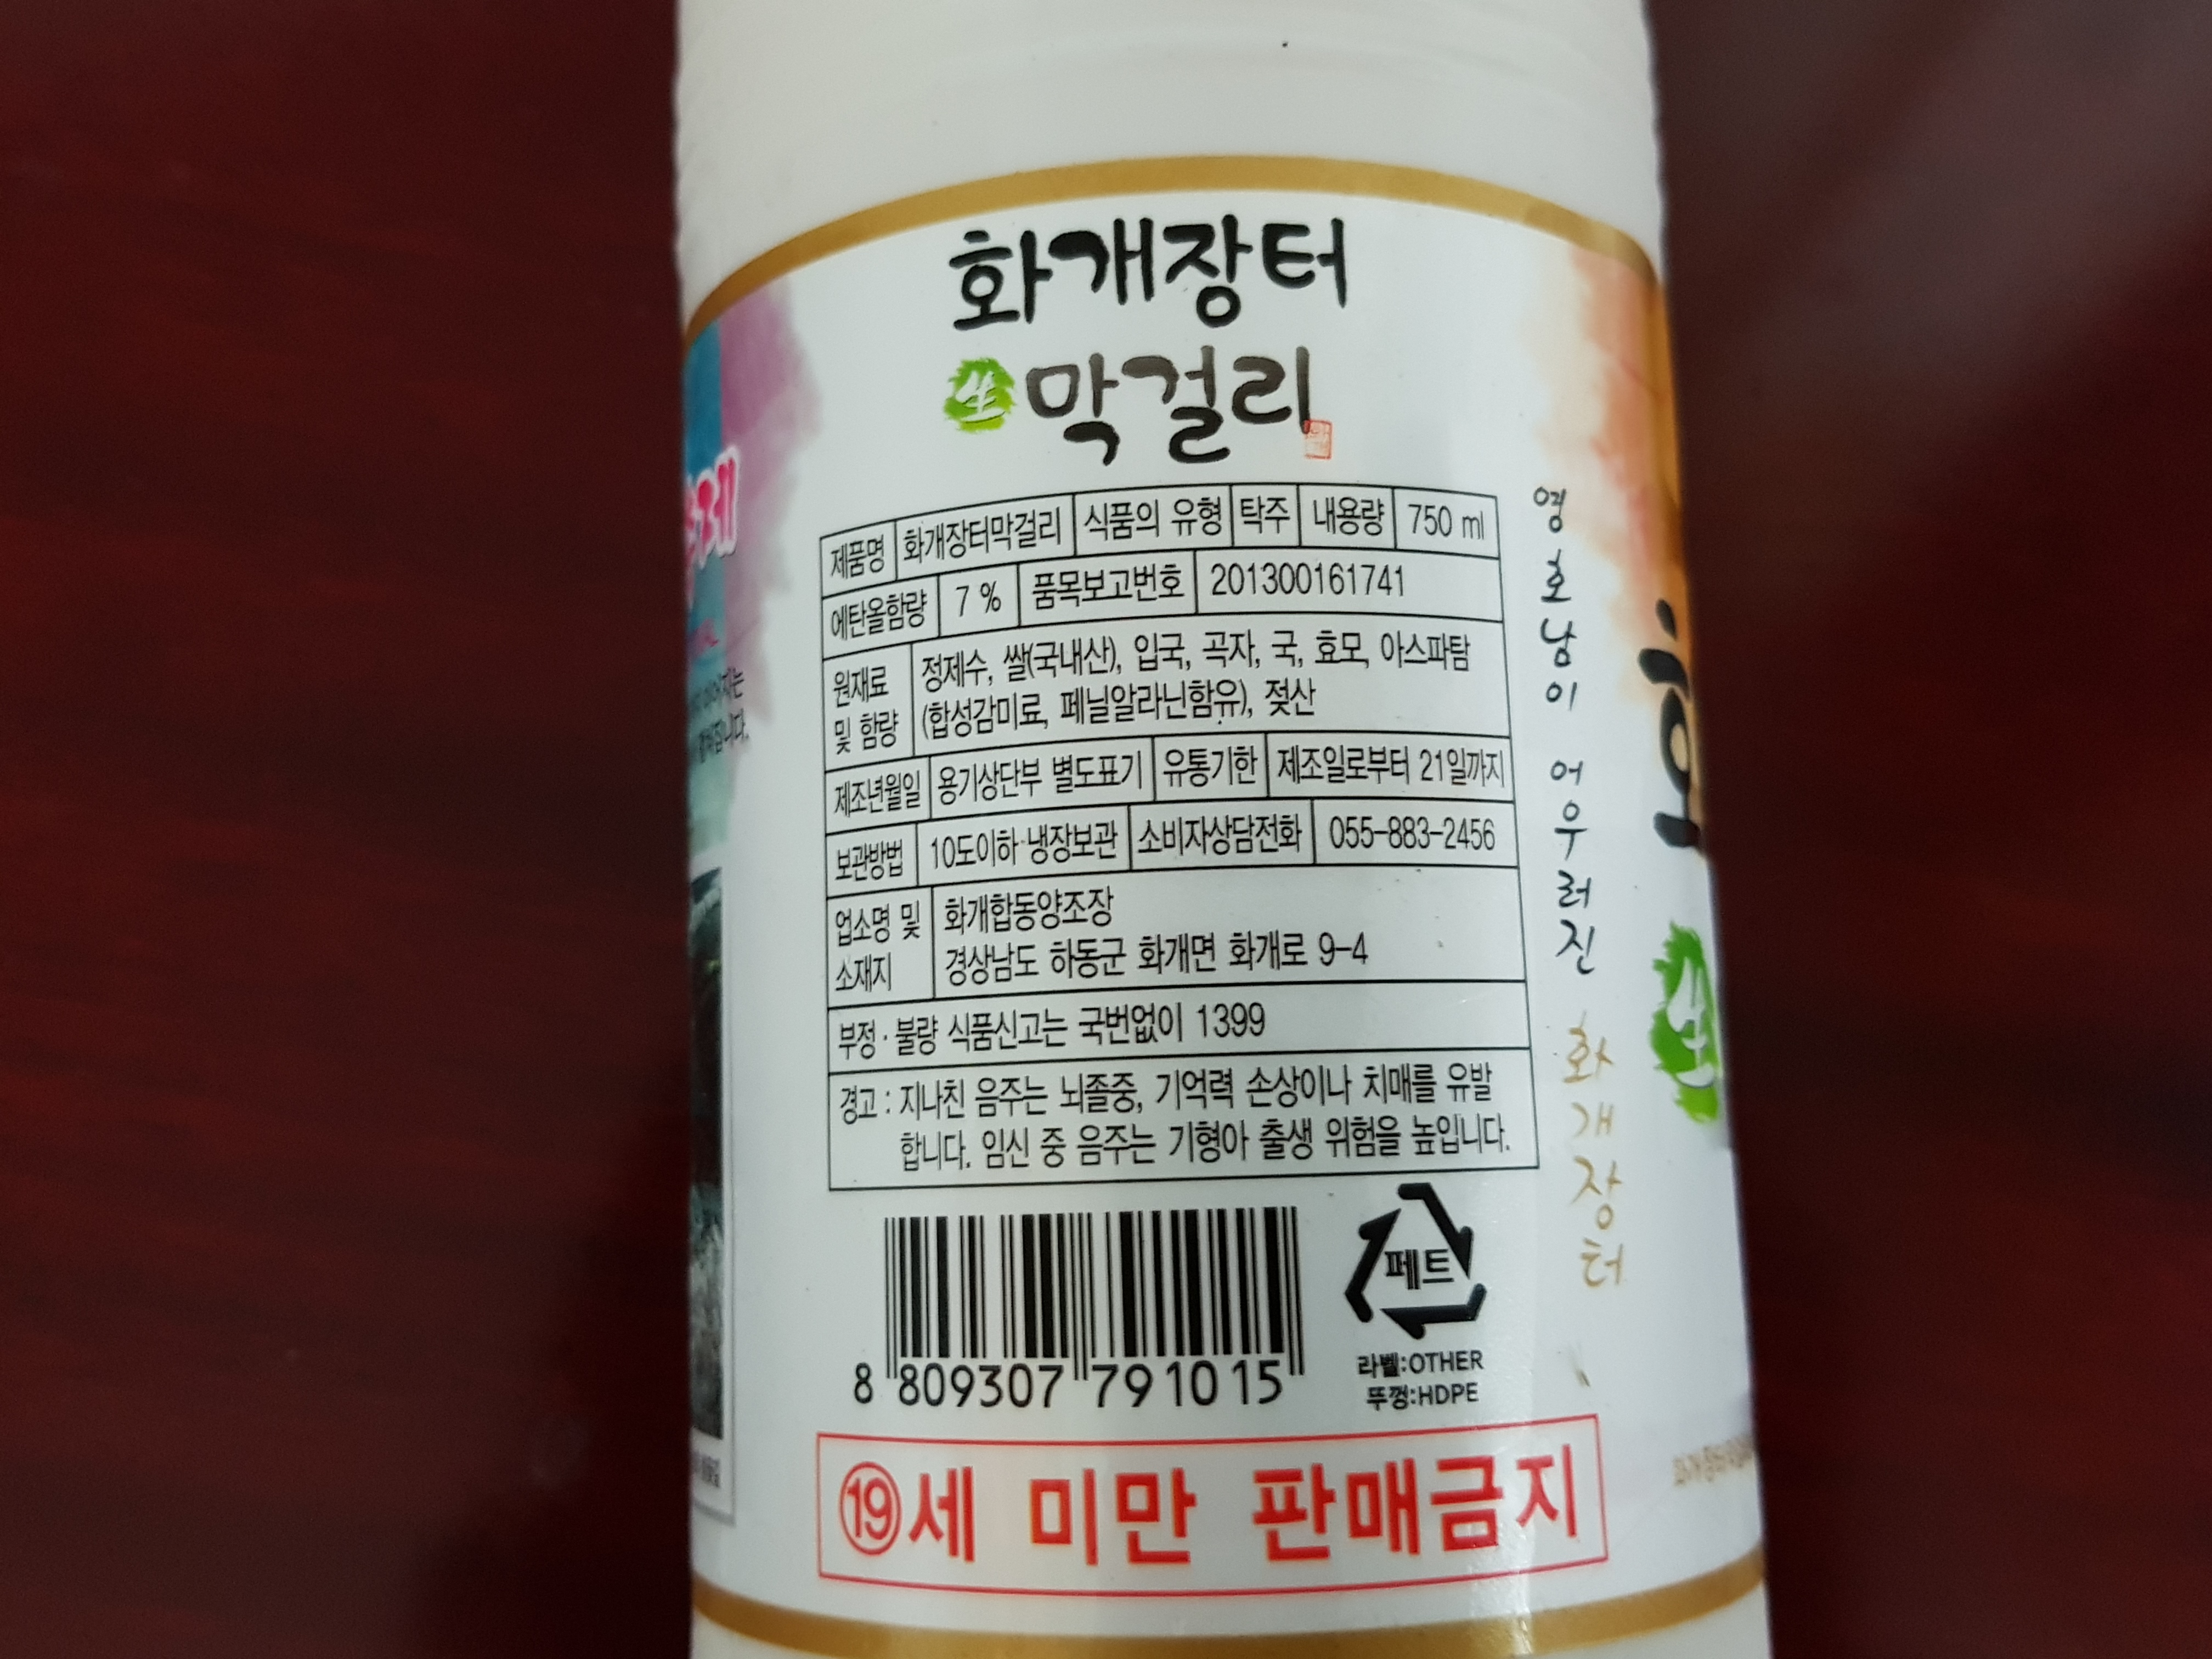 화개장터
生막걸리
제품명 화개장터막걸리 식품의 유형 탁주 내용량 750 ml
에탄올함량 7 % 품목보고번호 201300161741
원재료 및 함량 정제수, 쌀(국내산), 입국, 곡자, 국, 효모, 아스파탐
(합성감미료, 페닐알라닌함유), 젖산
제조년월일 용기상단부 별도표기 유통기한 제조일로부터 21일까지
보관방법 10도이하 냉장보관 소비자상담전화 055-883-2456
업소명 및 소재지 화개합동양조장
경상남도 하동군 화개면 화개로 9-4
부정·불량 식품신고는 국번없이 1399
경고 : 지나친 음주는 뇌졸중, 기억력 손상이나 치매를 유발
합니다. 임신 중 음주는 기형아 출생 위험을 높입니다.
8 809307 791015
페트
라벨:OTHER
뚜껑:HDPE
⑲세 미만 판매금지
영호남이 어우러진 화개장터
生